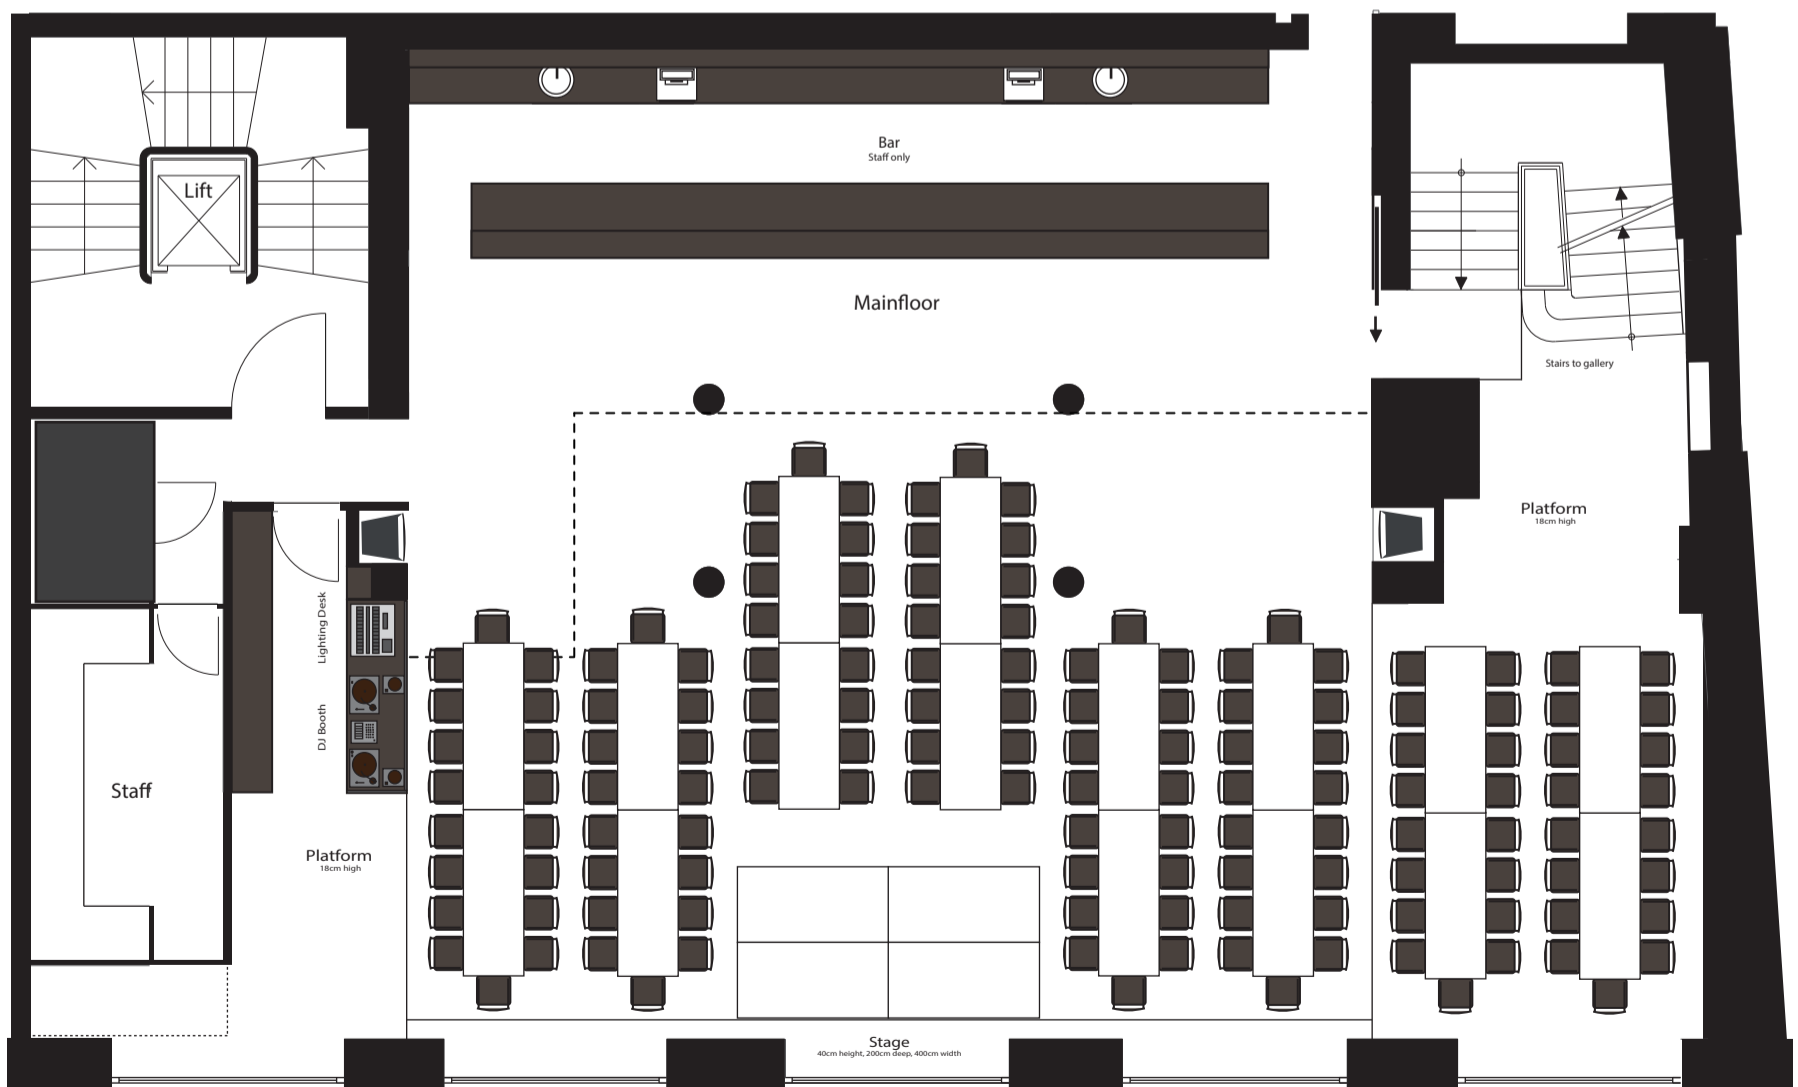 Bar
Staff only
Lift
Mainfloor
Stairs to gallery
Platform
18cm high
Lighting Desk
DJ Booth
Staff
Platform
18cm high
Stage
40cm height, 200cm deep, 400cm width